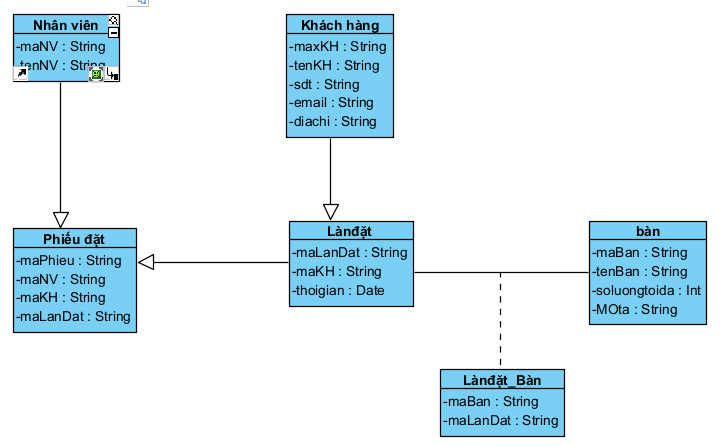 Nhân viên
-maNV : String
-tenNV : String
Khách hàng
-maxKH : String
-tenKH : String
-sdt : String
-email : String
-diachi : String
Phiếu đặt
-maPhieu : String
-maNV : String
-maKH : String
-maLanDat : String
Lànđặt
-maLanDat : String
-maKH : String
-thoigian : Date
bàn
-maBan : String
-tenBan : String
-soluongtoida : Int
-MOta : String
Lànđặt_Bàn
-maBan : String
-maLanDat : String